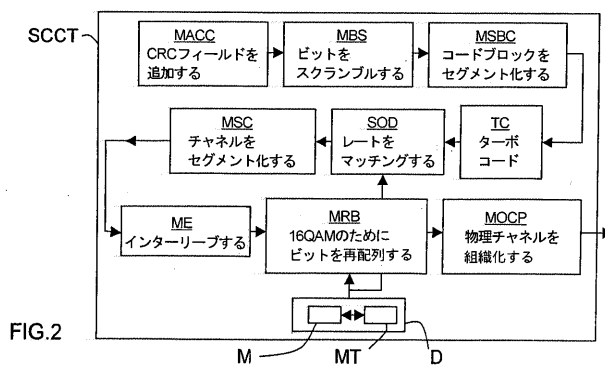 SCCT
MACC
CRCフィールドを
追加する
MBS
ビットを
スクランブルする
MSBC
コードブロックを
セグメント化する
MSC
チャネルを
セグメント化する
SOD
レートを
マッチングする
TC
ターボ
コード
ME
インターリーブする
MRB
16QAMのために
ビットを再配列する
MOCP
物理チャネルを
組織化する
FIG.2
M
MT
D